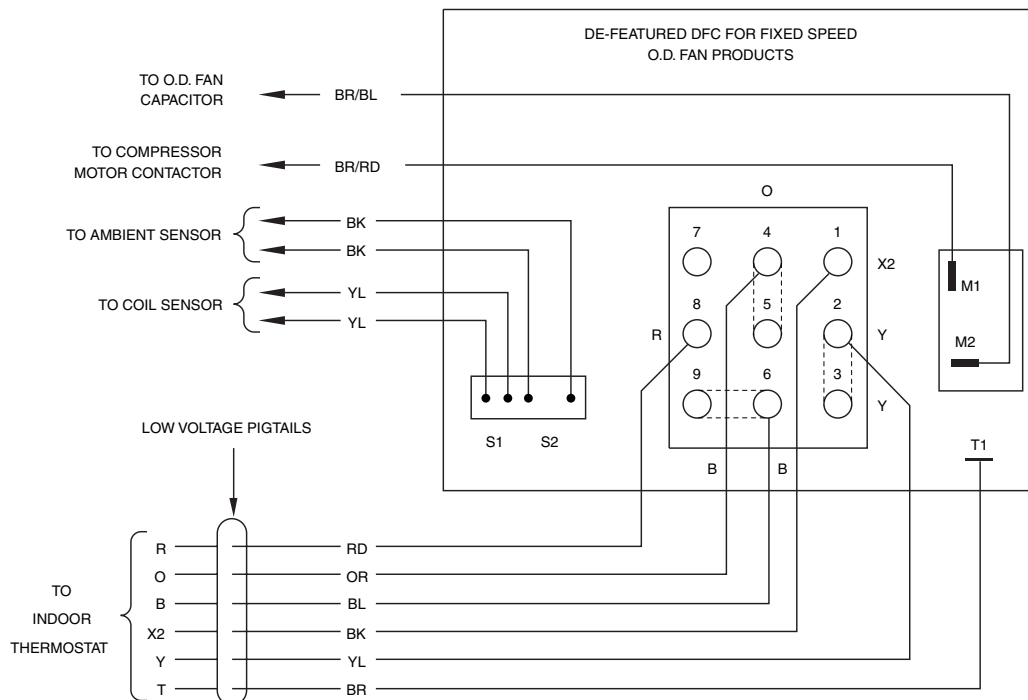 DE-FEATURED DFC FOR FIXED SPEED
O.D. FAN PRODUCTS
TO O.D. FAN
CAPACITOR
BR/BL
TO COMPRESSOR
MOTOR CONTACTOR
BR/RD
TO AMBIENT SENSOR
BK
BK
TO COIL SENSOR
YL
YL
S1 S2
O
7 4 1
X2
8 5 2
R Y
9 6 3
Y
B B
M1
M2
T1
LOW VOLTAGE PIGTAILS
TO
INDOOR
THERMOSTAT
R RD
O OR
B BL
X2 BK
Y YL
T BR